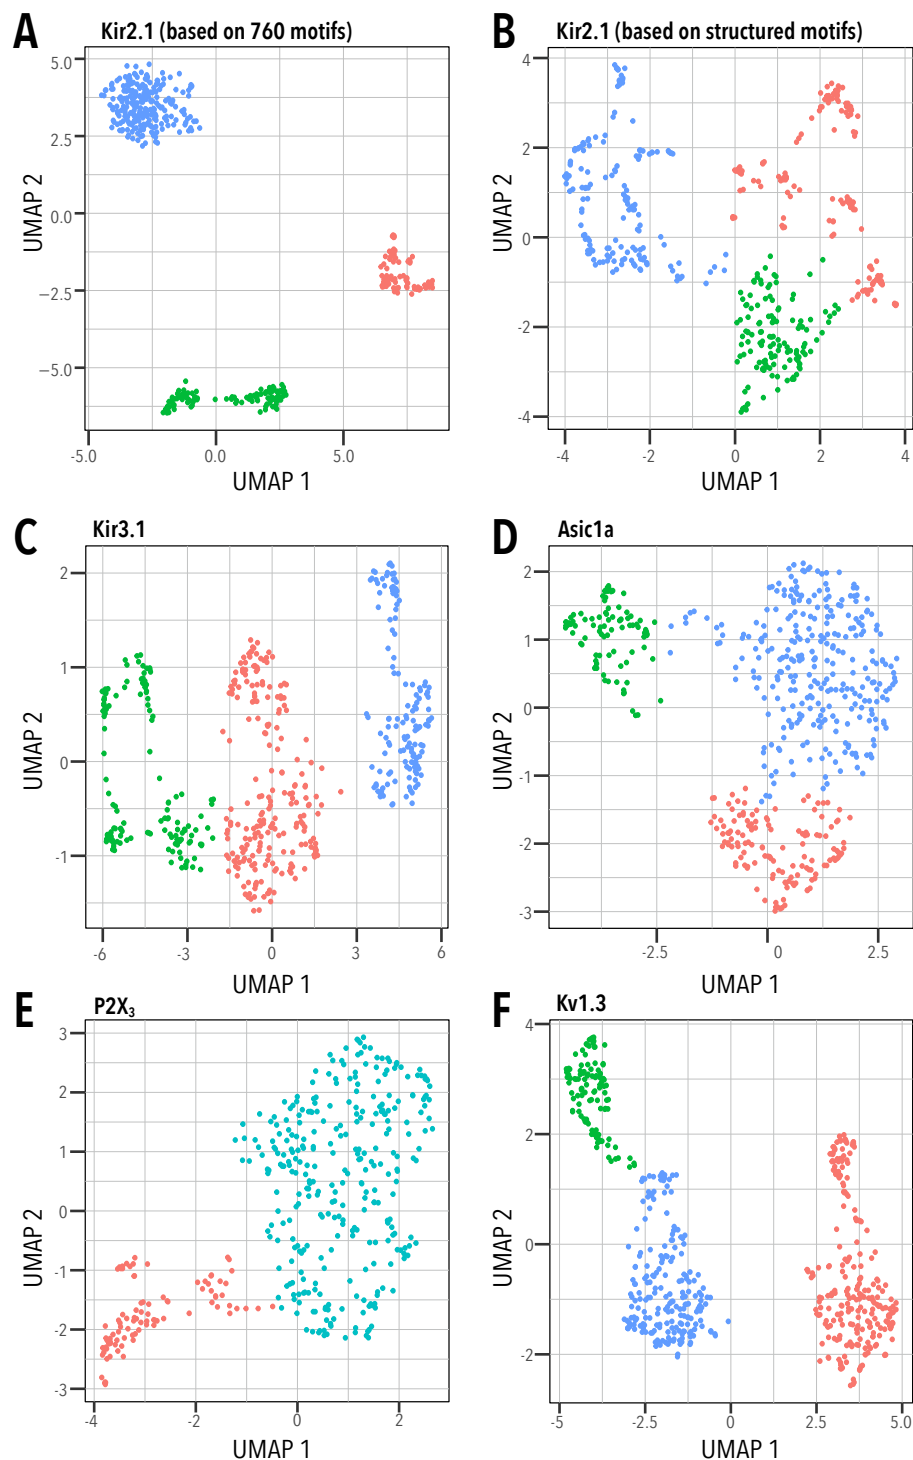 A Kir2.1 (based on 760 motifs)
5.0
2.5
0.0
−2.5
−5.0
UMAP 2
-5.0 0.0 5.0
UMAP 1
B Kir2.1 (based on structured motifs)
4
2
0
-2
-4
UMAP 2
-4 -2 0 2 4
UMAP 1
C Kir3.1
2
1
0
-1
UMAP 2
-6 -3 0 3 6
UMAP 1
D Asic1a
2
1
0
-1
-2
-3
UMAP 2
-2.5 0 2.5
UMAP 1
E P2X₃
3
2
1
0
-1
-2
-3
UMAP 2
-4 -2 0 2
UMAP 1
F Kv1.3
4
2
0
-2
UMAP 2
-5 -2.5 0 2.5 5.0
UMAP 1